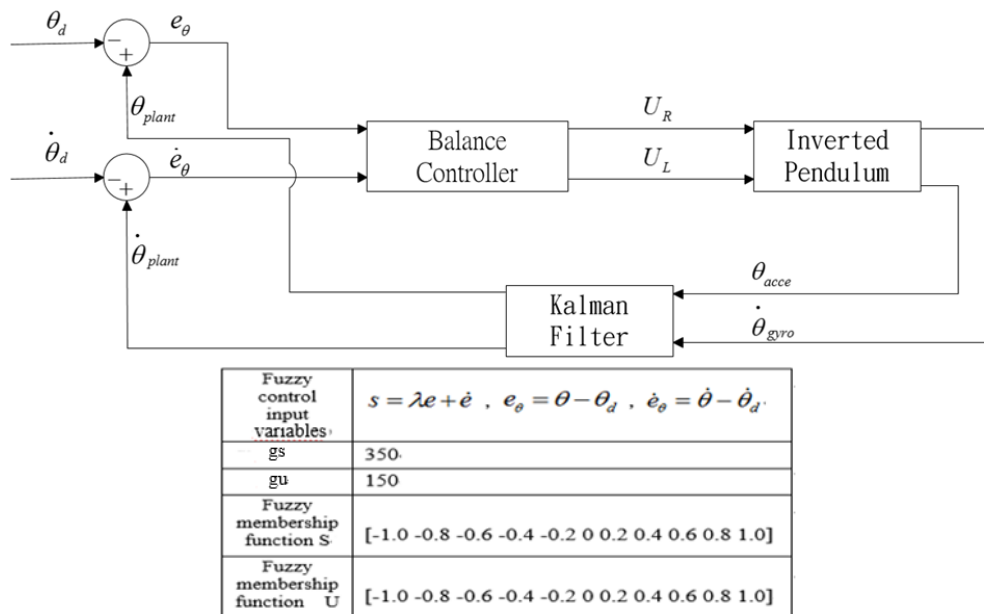 θ_d
−
+
e_θ
θ_plant
θ̇_d
−
+
ė_θ
θ̇_plant
Balance
Controller
U_R
U_L
Inverted
Pendulum
θ_acce
θ̇_gyro
Kalman
Filter
Fuzzy
control
input
variables
s = λe + ė , e_θ = θ − θ_d , ė_θ = θ̇ − θ̇_d
gs
350
gu
150
Fuzzy
membership
function S
[-1.0 -0.8 -0.6 -0.4 -0.2 0 0.2 0.4 0.6 0.8 1.0]
Fuzzy
membership
function U
[-1.0 -0.8 -0.6 -0.4 -0.2 0 0.2 0.4 0.6 0.8 1.0]